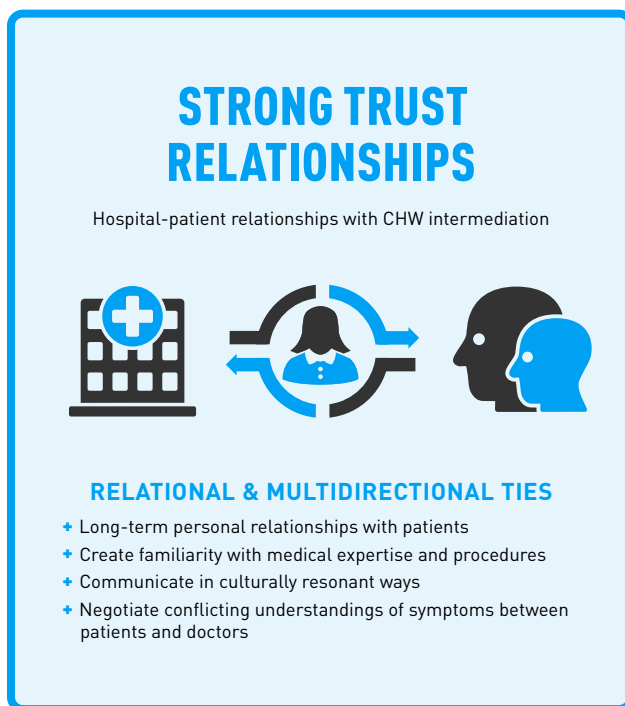 STRONG TRUST
RELATIONSHIPS
Hospital-patient relationships with CHW intermediation
RELATIONAL & MULTIDIRECTIONAL TIES
+ Long-term personal relationships with patients
+ Create familiarity with medical expertise and procedures
+ Communicate in culturally resonant ways
+ Negotiate conflicting understandings of symptoms between
patients and doctors